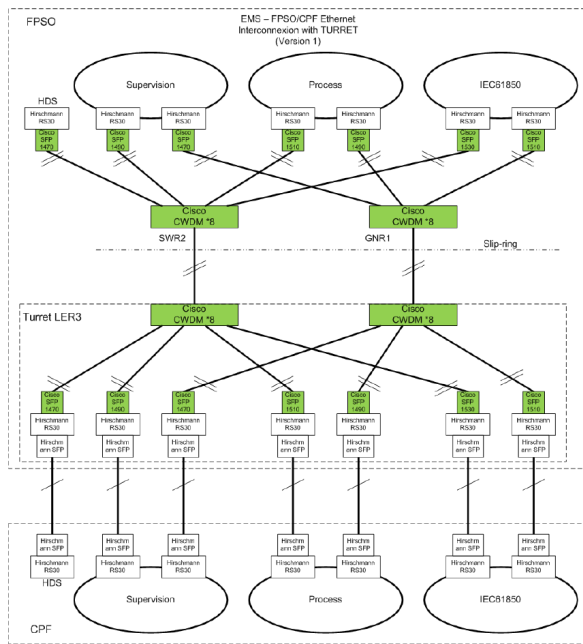 FPSO
EMS – FPSO/CPF Ethernet
Interconnexion with TURRET
(Version 1)
Supervision
Process
IEC61850
HDS
Hirschmann
RS30
Hirschmann
RS30
Hirschmann
RS30
Hirschmann
RS30
Hirschmann
RS30
Hirschmann
RS30
Hirschmann
RS30
Cisco
SFP
1470
Cisco
SFP
1490
Cisco
SFP
1470
Cisco
SFP
1510
Cisco
SFP
1490
Cisco
SFP
1530
Cisco
SFP
1510
Cisco
CWDM *8
Cisco
CWDM *8
SWR2
GNR1
Slip-ring
Turret LER3
Cisco
CWDM *8
Cisco
CWDM *8
Cisco
SFP
1470
Cisco
SFP
1490
Cisco
SFP
1470
Cisco
SFP
1510
Cisco
SFP
1490
Cisco
SFP
1530
Cisco
SFP
1510
Hirschmann
RS30
Hirschmann
RS30
Hirschmann
RS30
Hirschmann
RS30
Hirschmann
RS30
Hirschmann
RS30
Hirschmann
RS30
Hirschm
ann SFP
Hirschm
ann SFP
Hirschm
ann SFP
Hirschm
ann SFP
Hirschm
ann SFP
Hirschm
ann SFP
Hirschm
ann SFP
Hirschm
ann SFP
Hirschm
ann SFP
Hirschm
ann SFP
Hirschm
ann SFP
Hirschm
ann SFP
Hirschm
ann SFP
Hirschm
ann SFP
Hirschmann
RS30
Hirschmann
RS30
Hirschmann
RS30
Hirschmann
RS30
Hirschmann
RS30
Hirschmann
RS30
Hirschmann
RS30
HDS
Supervision
Process
IEC61850
CPF